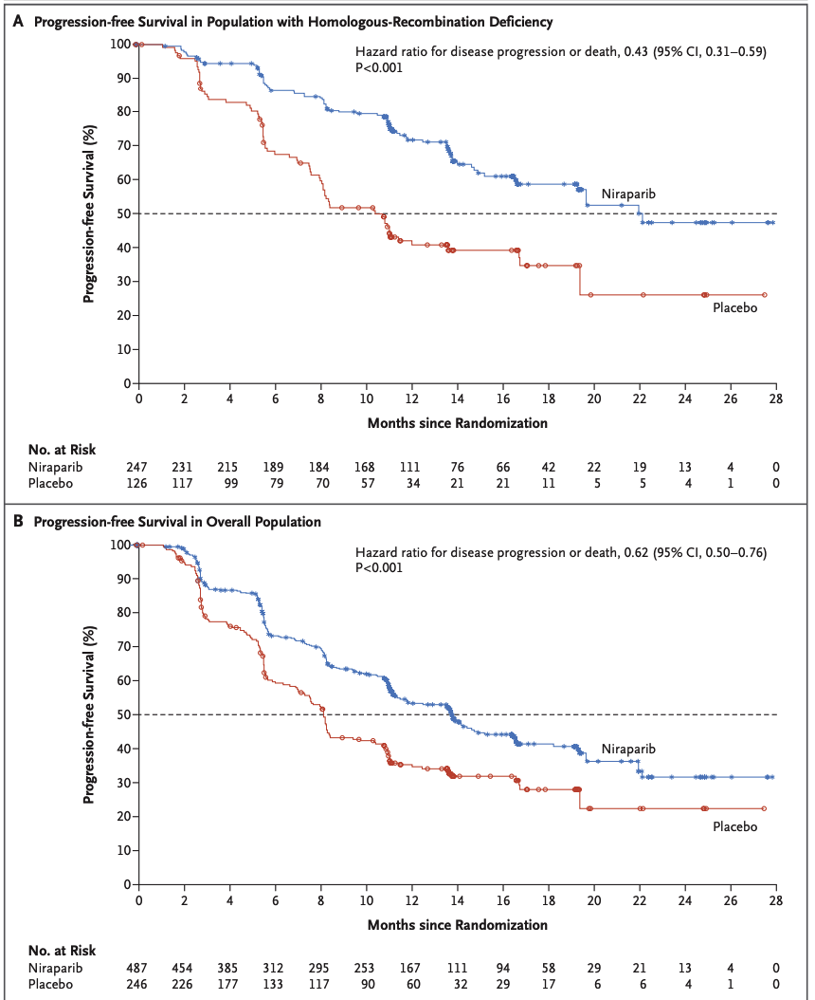 A Progression-free Survival in Population with Homologous-Recombination Deficiency
Hazard ratio for disease progression or death, 0.43 (95% CI, 0.31–0.59)
P<0.001
Progression-free Survival (%)
100
90
80
70
60
50
40
30
20
10
0
Niraparib
Placebo
0 2 4 6 8 10 12 14 16 18 20 22 24 26 28
Months since Randomization
No. at Risk
Niraparib 247 231 215 189 184 168 111 76 66 42 22 19 13 4 0
Placebo 126 117 99 79 70 57 34 21 21 11 5 5 4 1 0
B Progression-free Survival in Overall Population
Hazard ratio for disease progression or death, 0.62 (95% CI, 0.50–0.76)
P<0.001
Progression-free Survival (%)
100
90
80
70
60
50
40
30
20
10
0
Niraparib
Placebo
0 2 4 6 8 10 12 14 16 18 20 22 24 26 28
Months since Randomization
No. at Risk
Niraparib 487 454 385 312 295 253 167 111 94 58 29 21 13 4 0
Placebo 246 226 177 133 117 90 60 32 29 17 6 6 4 1 0